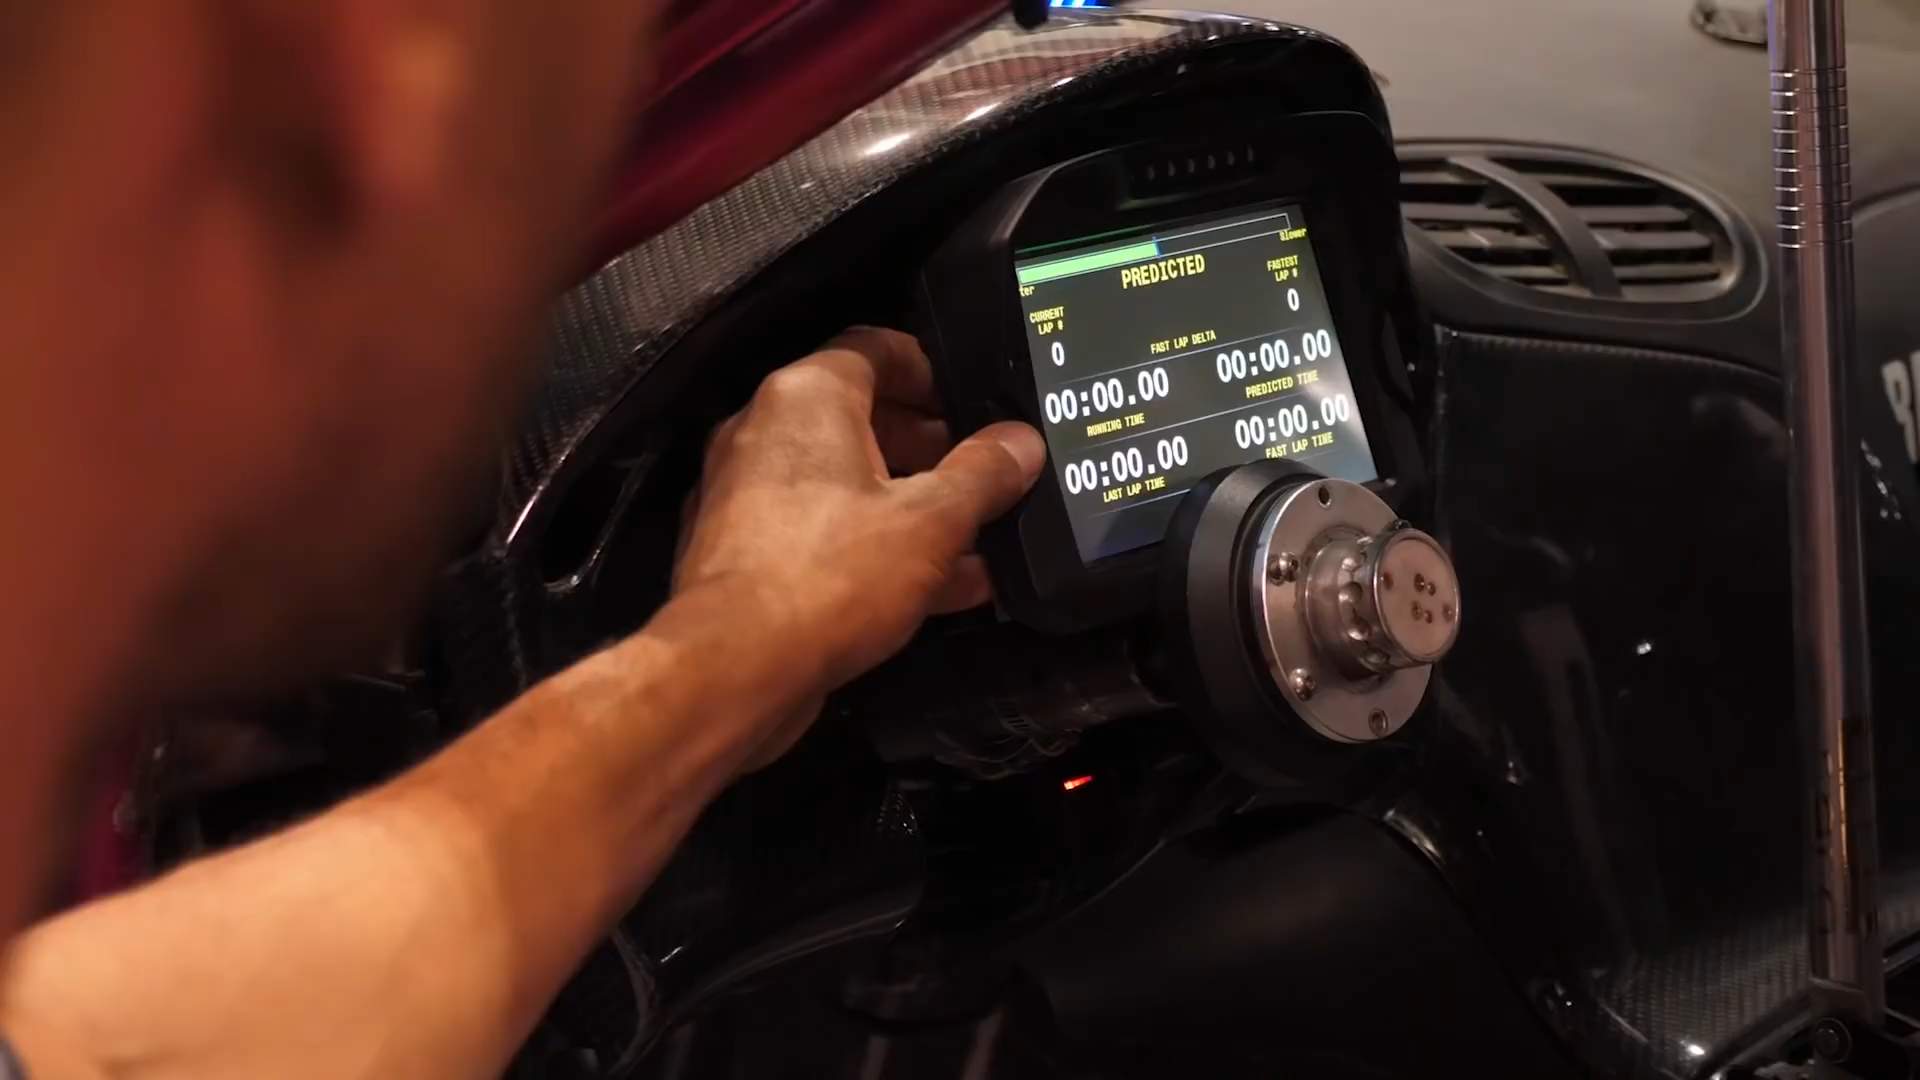 Slower
ter
PREDICTED
FASTEST
LAP #
0
CURRENT
LAP #
0
FAST LAP DELTA
00:00.00
00:00.00
RUNNING TIME
PREDICTED TIME
00:00.00
00:00.00
LAST LAP TIME
FAST LAP TIME